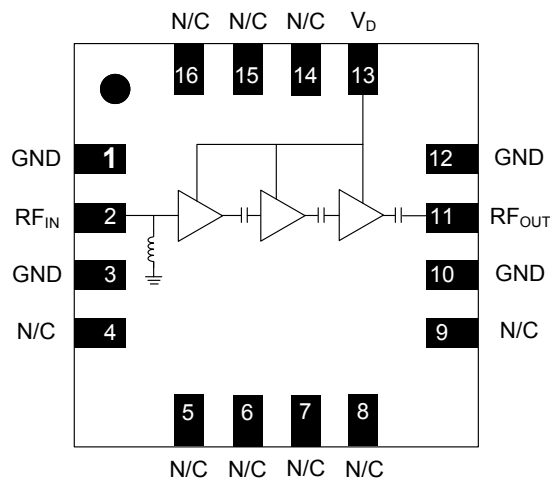 N/C N/C N/C VD
16 15 14 13
GND 1 12 GND
RFIN 2 11 RFOUT
GND 3 10 GND
N/C 4 9 N/C
5 6 7 8
N/C N/C N/C N/C